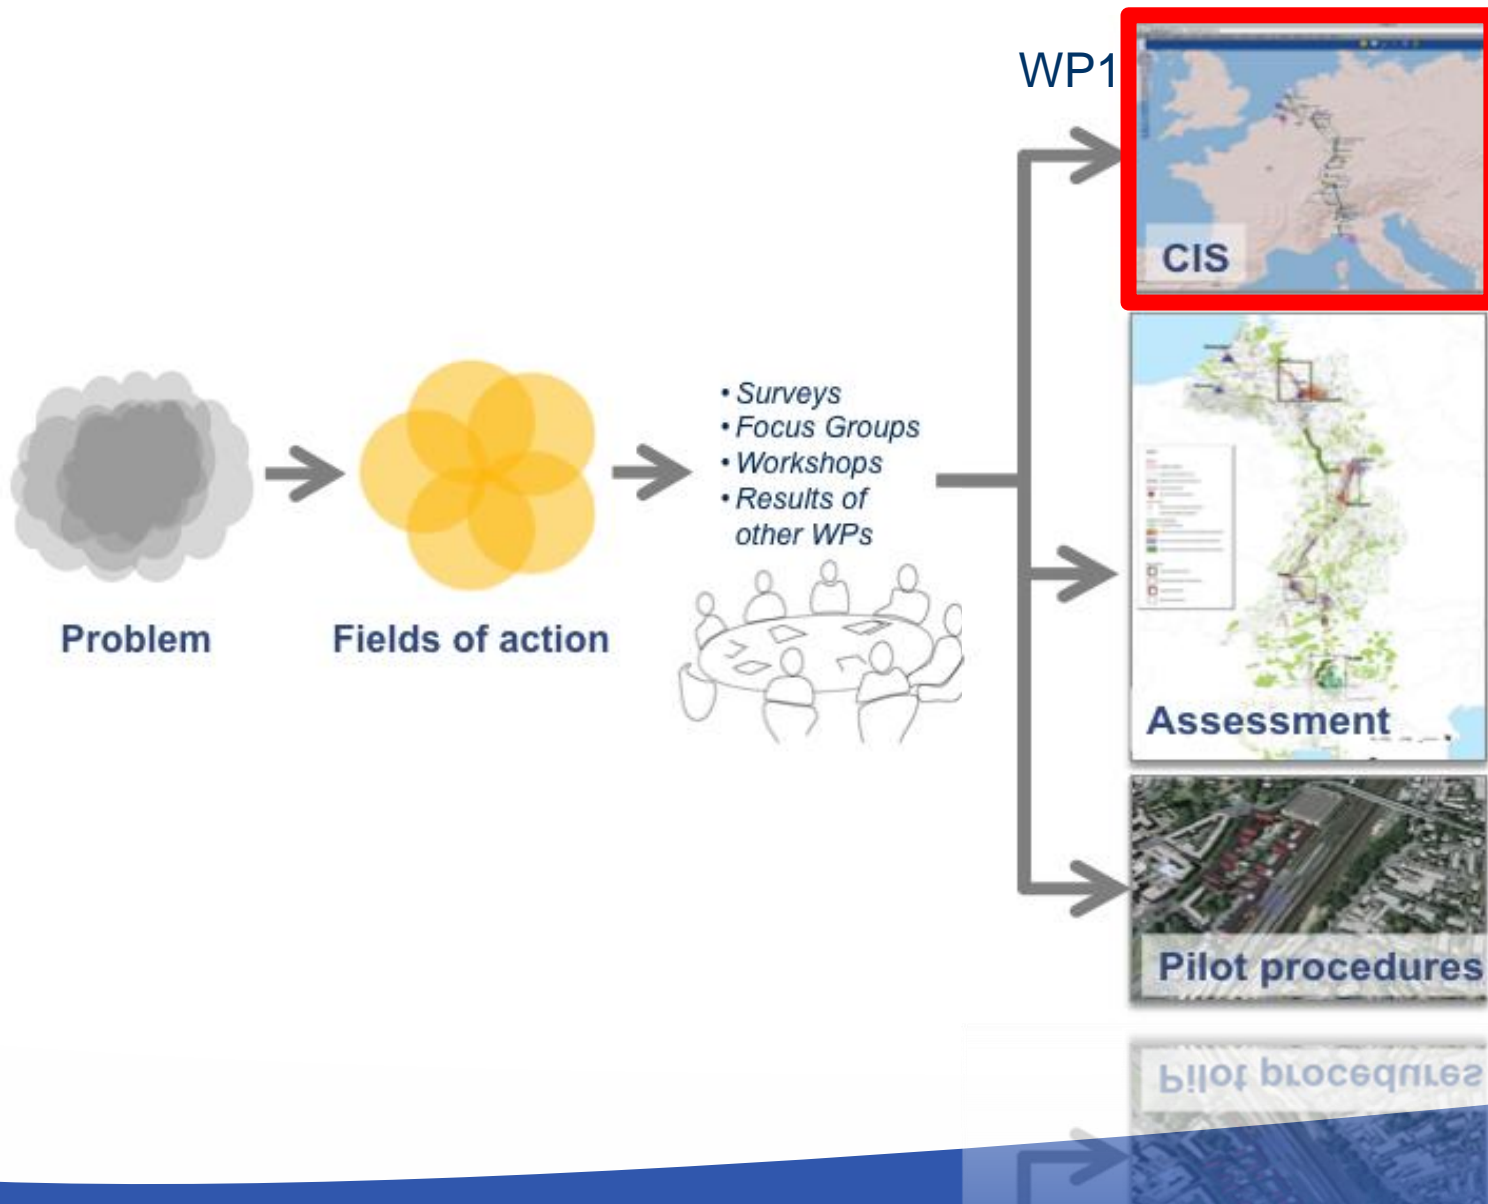 WP1
CIS
• Surveys
• Focus Groups
• Workshops
• Results of
other WPs
Problem
Fields of action
Assessment
Pilot procedures
Pilot procedures